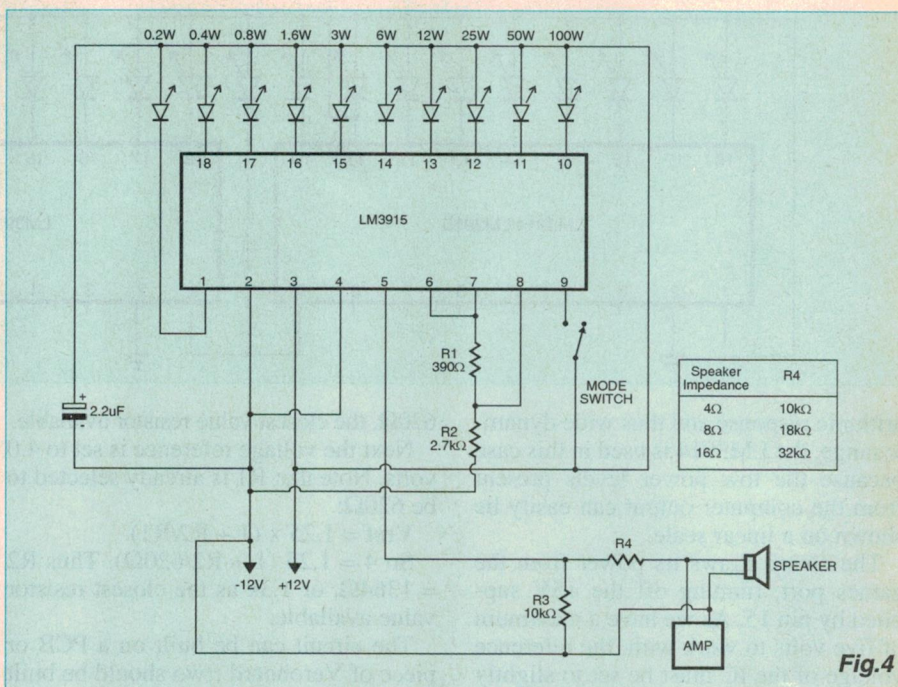 0.2W 0.4W 0.8W 1.6W 3W 6W 12W 25W 50W 100W
18 17 16 15 14 13 12 11 10
LM3915
1 2 3 4 5 6 7 8 9
R1
390Ω
MODE
SWITCH
+
2.2uF
R2
2.7kΩ
Speaker Impedance R4
4Ω 10kΩ
8Ω 18kΩ
16Ω 32kΩ
-12V +12V
R4
SPEAKER
R3
10kΩ
AMP
Fig.4